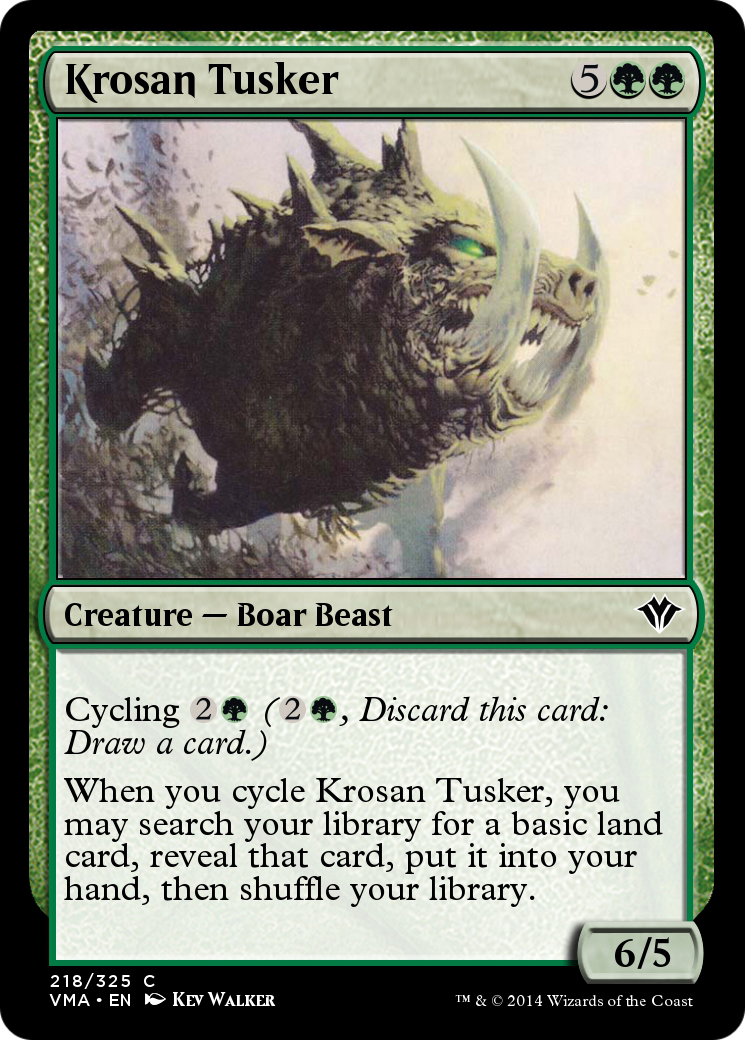 Krosan Tusker 5
Creature — Boar Beast
Cycling 2 (2, Discard this card:
Draw a card.)
When you cycle Krosan Tusker, you
may search your library for a basic land
card, reveal that card, put it into your
hand, then shuffle your library.
6/5
218/325 C
VMA • EN Kev Walker
™ & © 2014 Wizards of the Coast